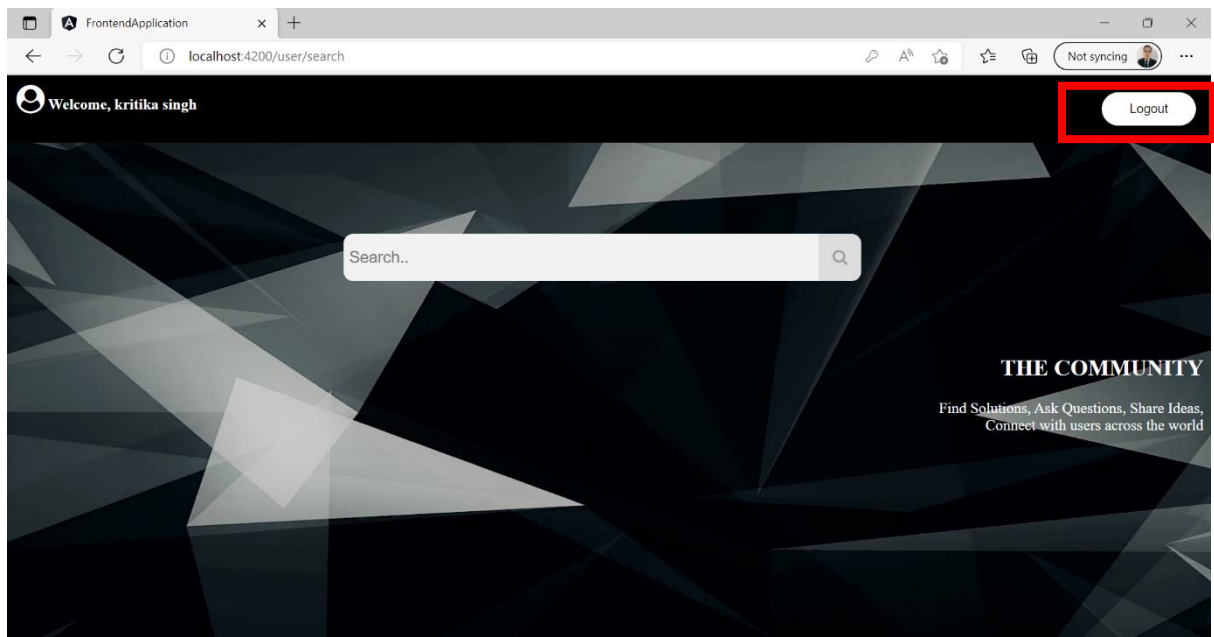 FrontendApplication
localhost:4200/user/search
Not syncing
Welcome, kritika singh
Logout
Search..
THE COMMUNITY
Find Solutions, Ask Questions, Share Ideas,
Connect with users across the world